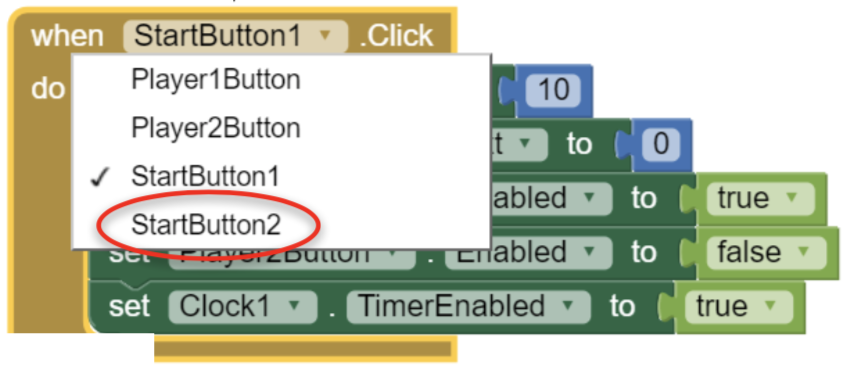 when StartButton1 .Click
do
Player1Button
10
Player2Button
to 0
✓ StartButton1
abled to true
StartButton2
set Player2Button . Enabled to false
set Clock1 . TimerEnabled to true